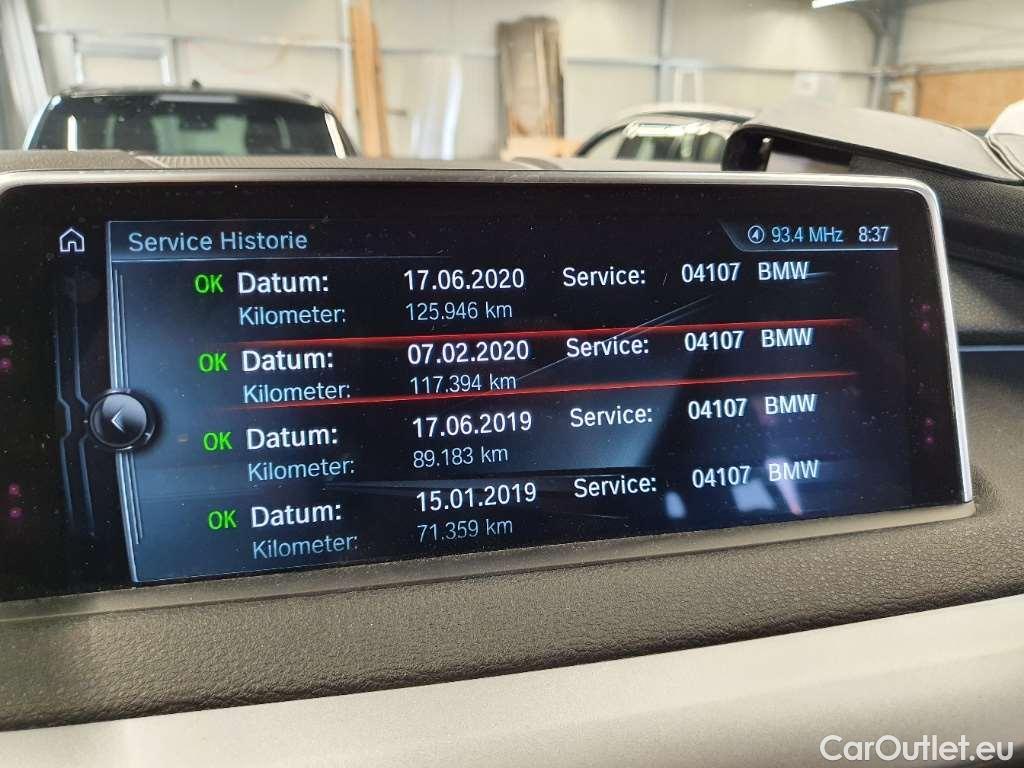 Service Historie 93.4 MHz 8:37
OK Datum: 17.06.2020 Service: 04107 BMW
Kilometer: 125.946 km
OK Datum: 07.02.2020 Service: 04107 BMW
Kilometer: 117.394 km
OK Datum: 17.06.2019 Service: 04107 BMW
Kilometer: 89.183 km
OK Datum: 15.01.2019 Service: 04107 BMW
Kilometer: 71.359 km
CarOutlet.eu